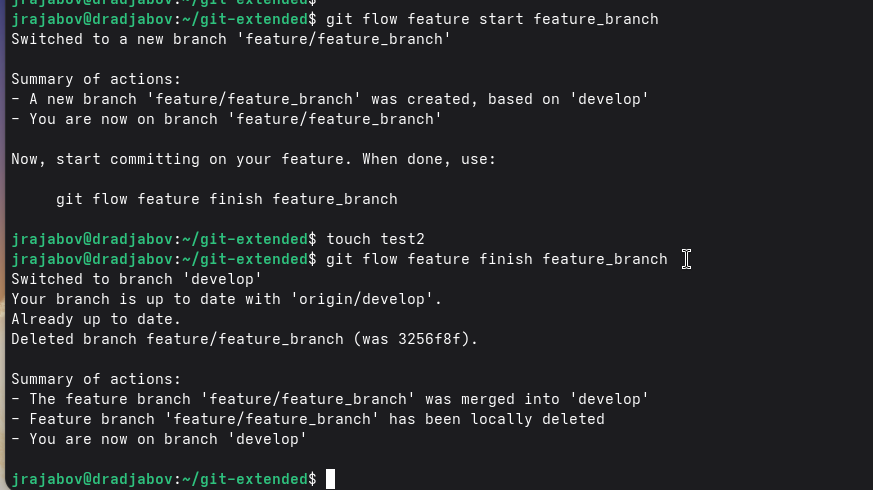 jrajabov@dradjabov:~/git-extended$
jrajabov@dradjabov:~/git-extended$ git flow feature start feature_branch
Switched to a new branch 'feature/feature_branch'
Summary of actions:
- A new branch 'feature/feature_branch' was created, based on 'develop'
- You are now on branch 'feature/feature_branch'
Now, start committing on your feature. When done, use:
git flow feature finish feature_branch
jrajabov@dradjabov:~/git-extended$ touch test2
jrajabov@dradjabov:~/git-extended$ git flow feature finish feature_branch
Switched to branch 'develop'
Your branch is up to date with 'origin/develop'.
Already up to date.
Deleted branch feature/feature_branch (was 3256f8f).
Summary of actions:
- The feature branch 'feature/feature_branch' was merged into 'develop'
- Feature branch 'feature/feature_branch' has been locally deleted
- You are now on branch 'develop'
jrajabov@dradjabov:~/git-extended$